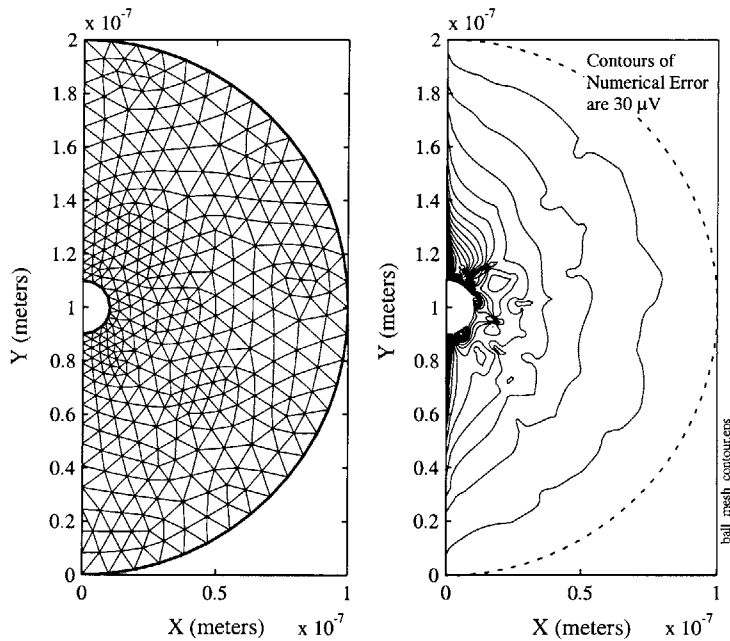 x 10⁻⁷
2
1.8
1.6
1.4
1.2
1
0.8
0.6
0.4
0.2
0
0
0.5
1
Y (meters)
X (meters)
x 10⁻⁷
x 10⁻⁷
2
1.8
1.6
1.4
1.2
1
0.8
0.6
0.4
0.2
0
0
0.5
1
Y (meters)
X (meters)
x 10⁻⁷
Contours of
Numerical Error
are 30 µV
ball_mesh_contour.eps